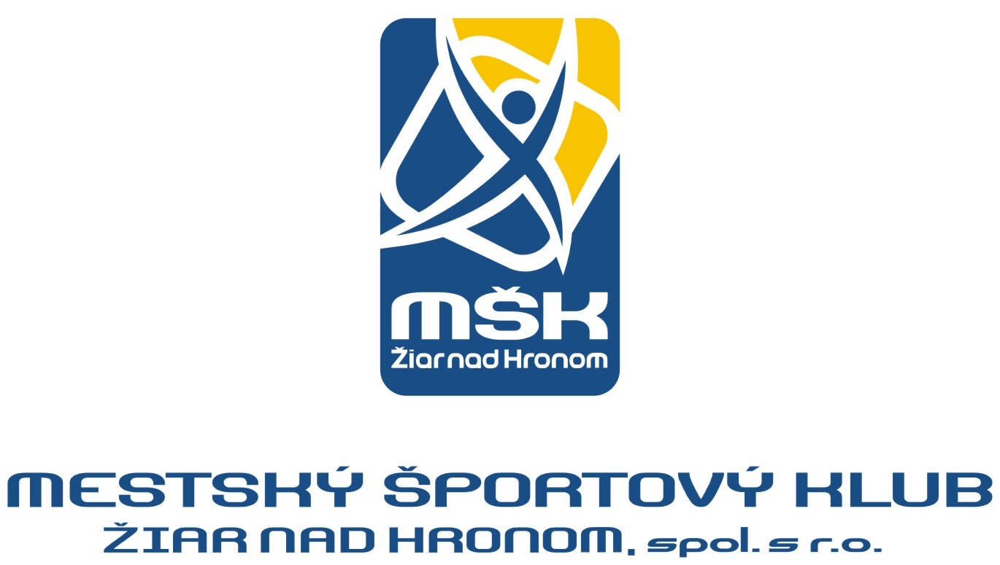 MŠK
Žiar nad Hronom
MESTSKÝ ŠPORTOVÝ KLUB
ŽIAR NAD HRONOM, spol. s r.o.